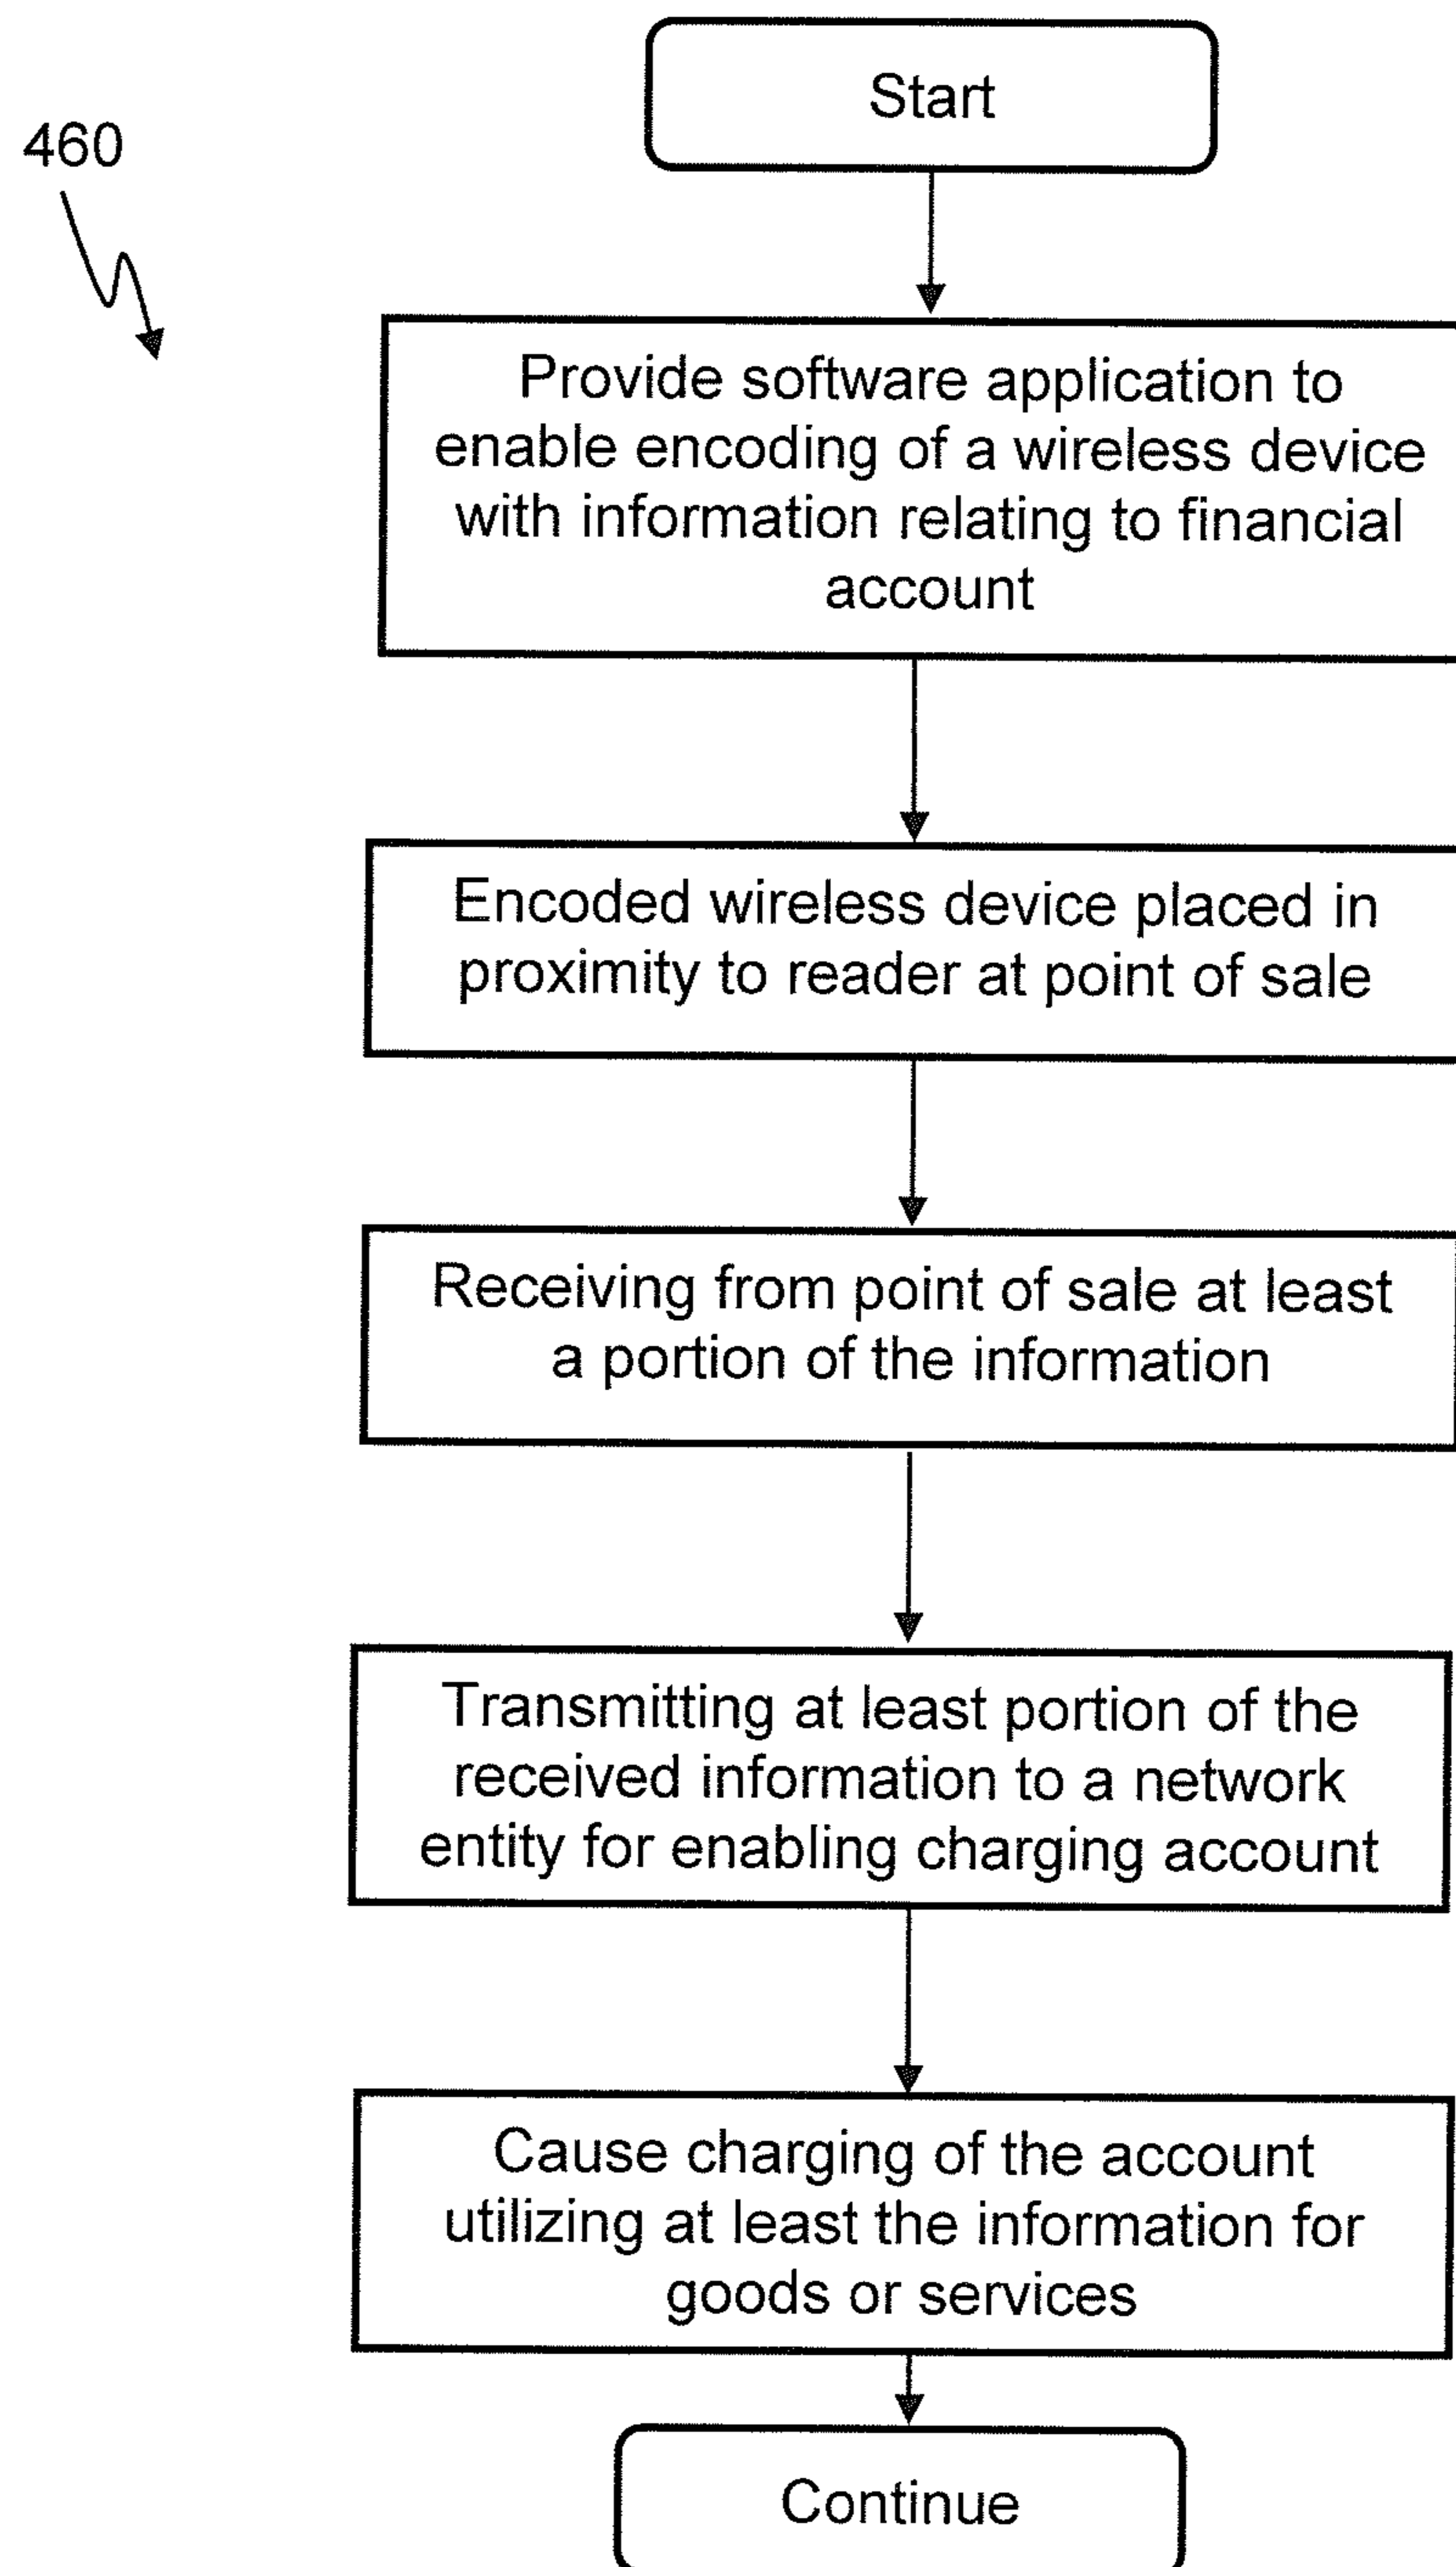 Start
460
Provide software application to
enable encoding of a wireless device
with information relating to financial
account
Encoded wireless device placed in
proximity to reader at point of sale
Receiving from point of sale at least
a portion of the information
Transmitting at least portion of the
received information to a network
entity for enabling charging account
Cause charging of the account
utilizing at least the information for
goods or services
Continue